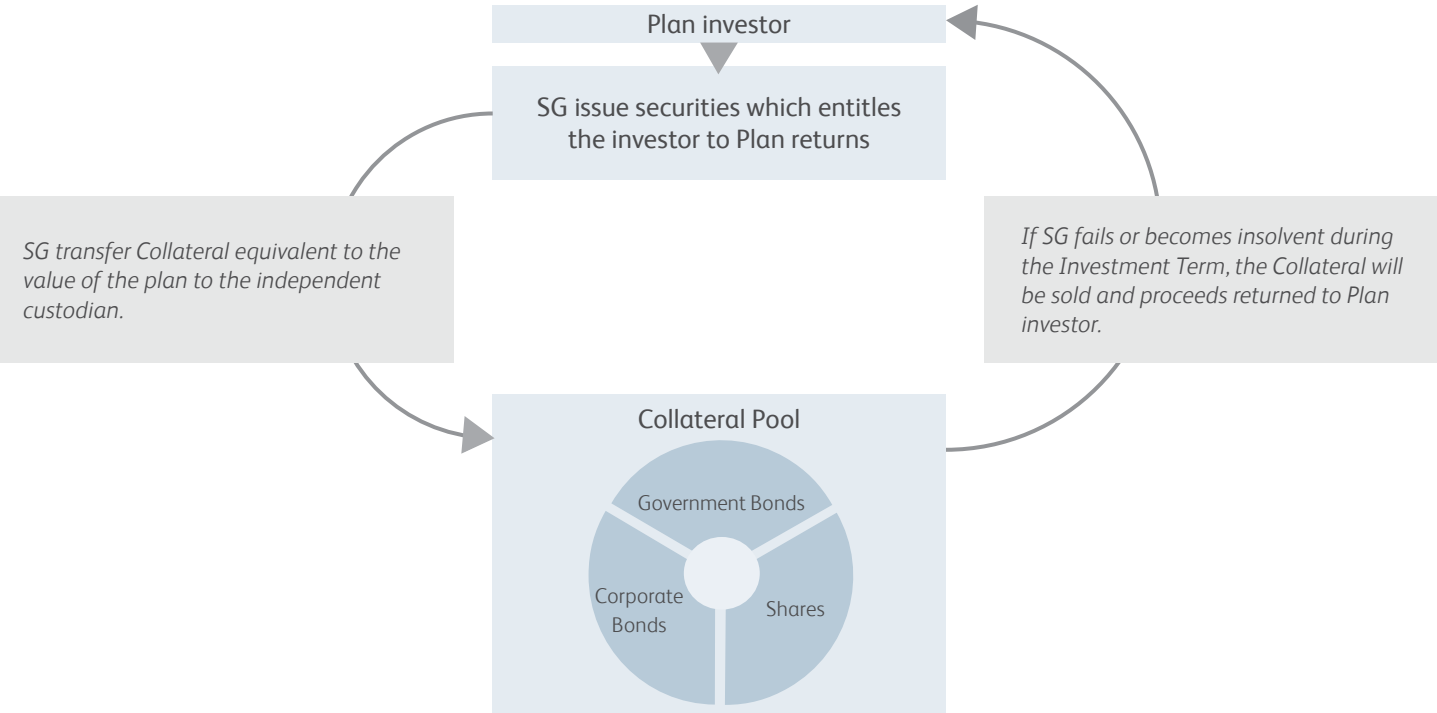 Plan investor
SG issue securities which entitles
the investor to Plan returns
SG transfer Collateral equivalent to the
value of the plan to the independent
custodian.
If SG fails or becomes insolvent during
the Investment Term, the Collateral will
be sold and proceeds returned to Plan
investor.
Collateral Pool
Government Bonds
Corporate
Bonds
Shares